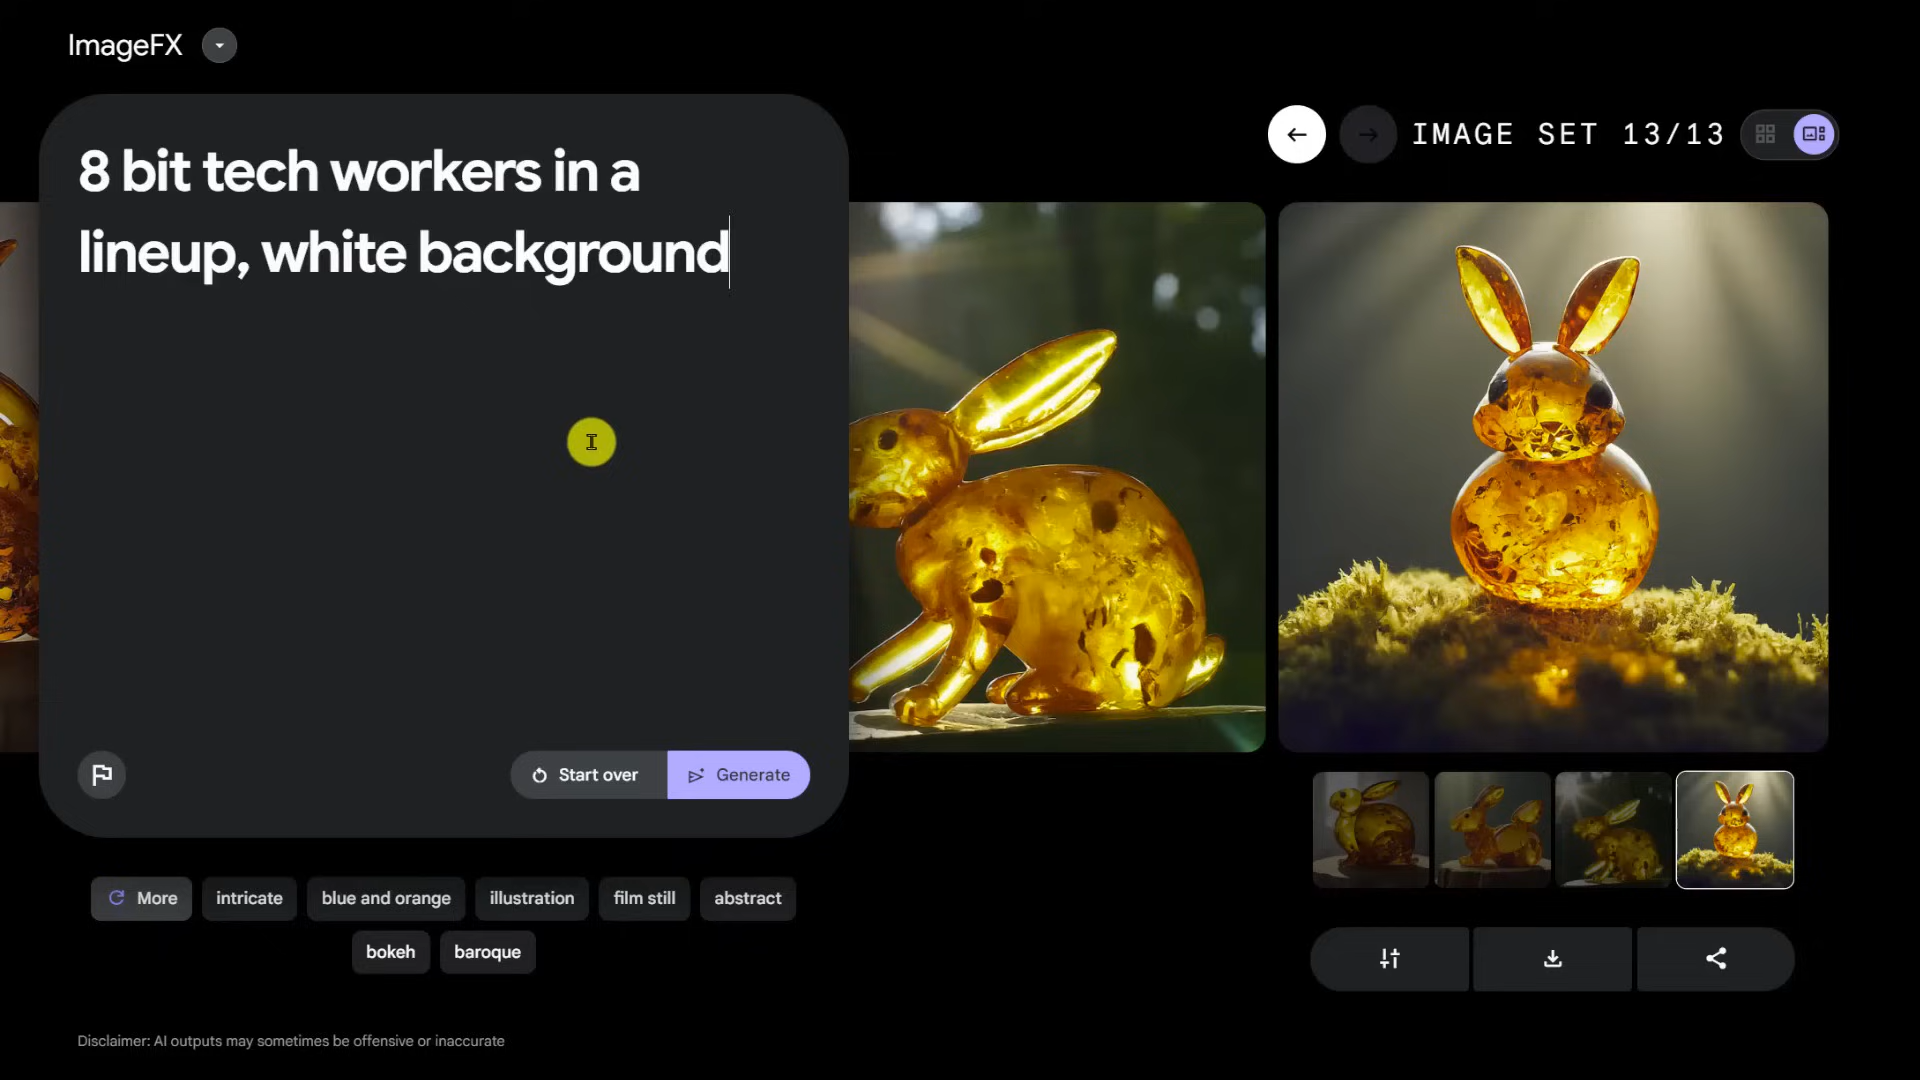 ImageFX
8 bit tech workers in a
lineup, white background
Start over
Generate
More
intricate
blue and orange
illustration
film still
abstract
bokeh
baroque
Disclaimer: AI outputs may sometimes be offensive or inaccurate
IMAGE SET 13/13